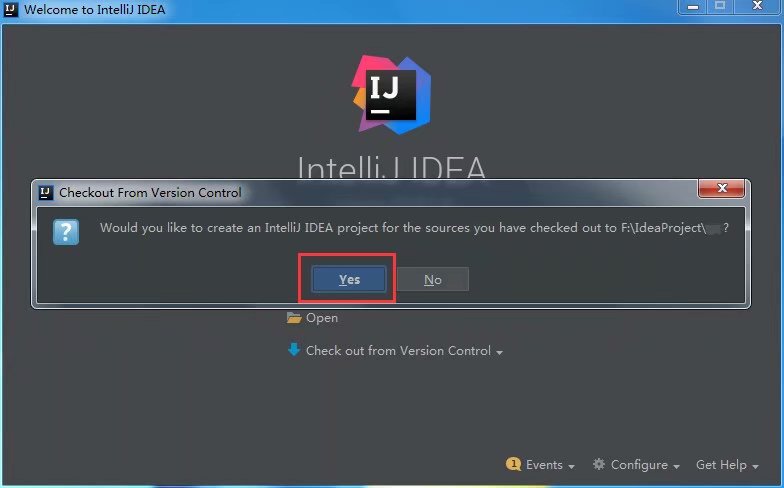 Welcome to IntelliJ IDEA
IJ
IntelliJ IDEA
Checkout From Version Control
Would you like to create an IntelliJ IDEA project for the sources you have checked out to F:\IdeaProject\ ?
Yes
No
Open
Check out from Version Control
1 Events
Configure
Get Help